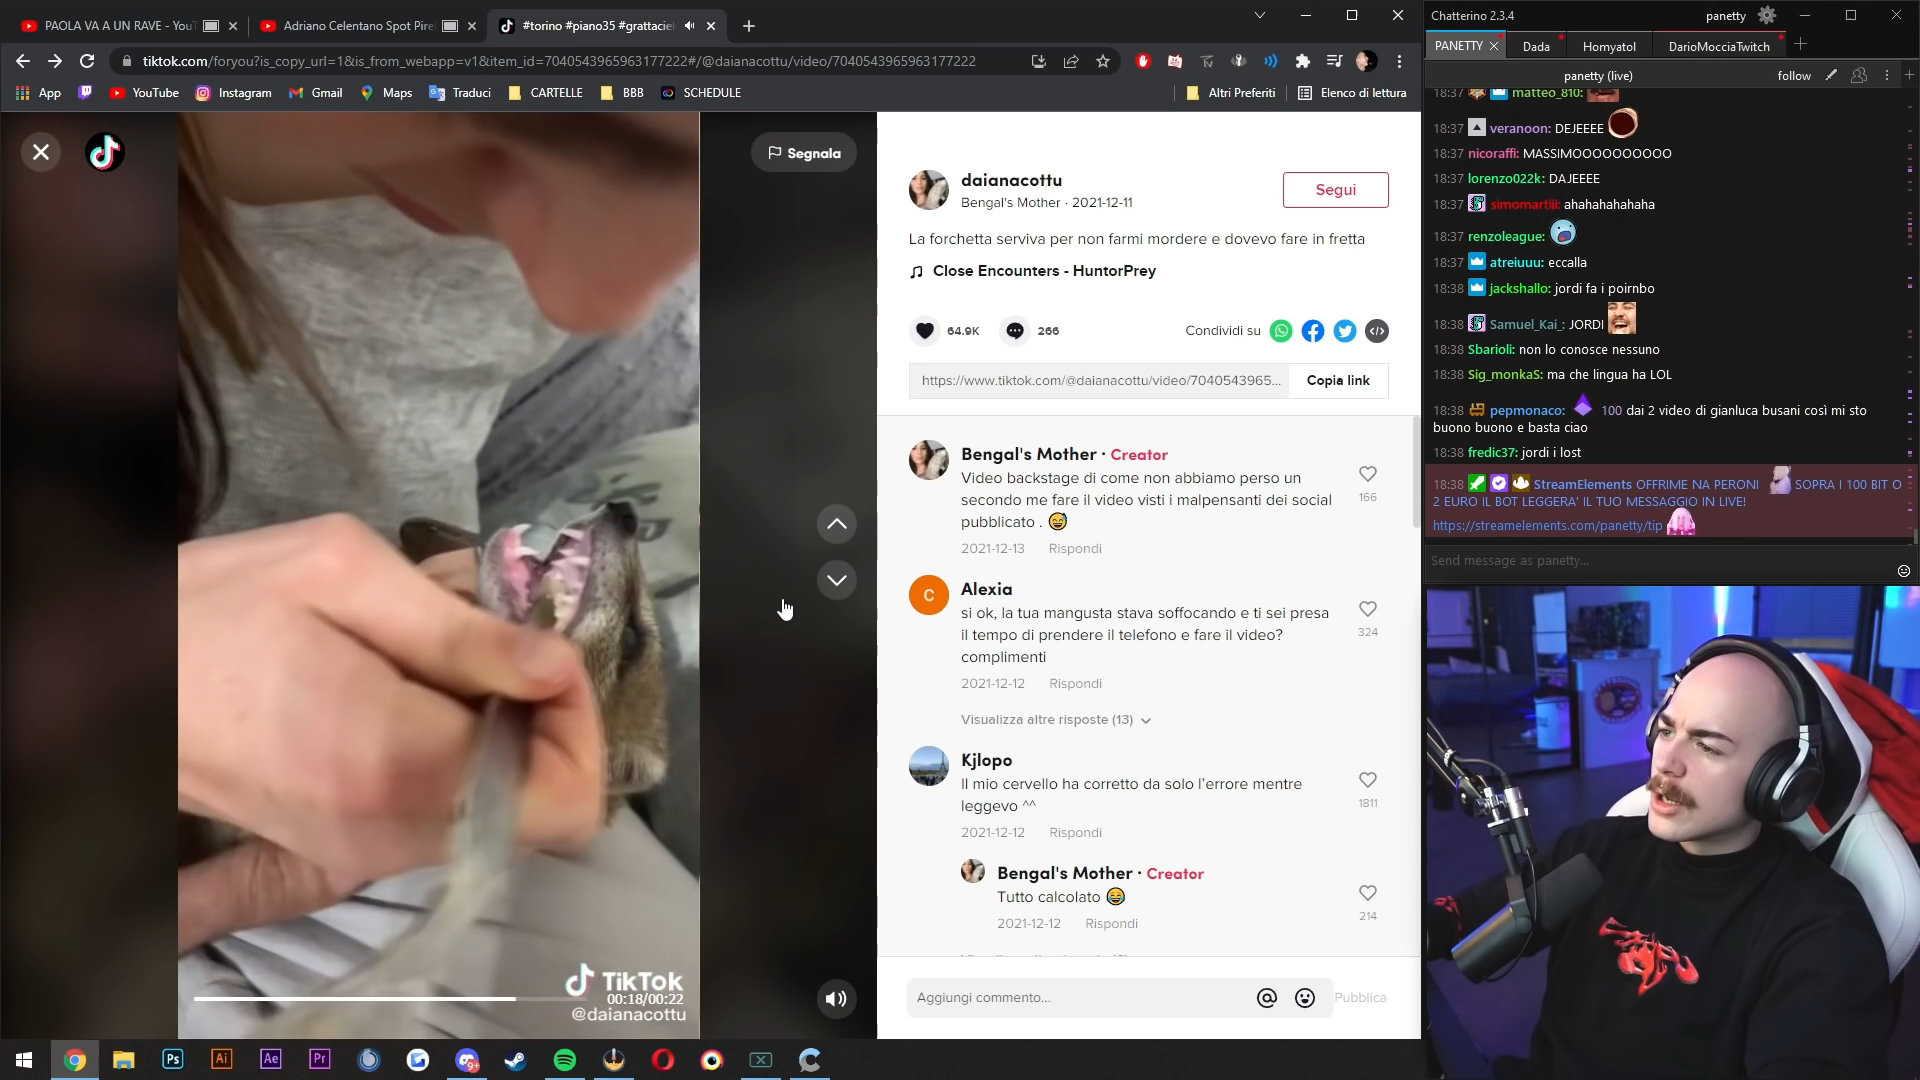 PAOLA VA A UN RAVE - YouT
Adriano Celentano Spot Pire
#torino #piano35 #grattaciel
tiktok.com/foryou?is_copy_url=1&is_from_webapp=v1&item_id=7040543965963177222#/@daianacottu/video/7040543965963177222
App
YouTube
Instagram
Gmail
Maps
Traduci
CARTELLE
BBB
SCHEDULE
Altri Preferiti
Elenco di lettura
Segnala
TikTok
00:18/00:22
@daianacottu
daianacottu
Bengal's Mother · 2021-12-11
Segui
La forchetta serviva per non farmi mordere e dovevo fare in fretta
Close Encounters - HuntorPrey
64.9K
266
Condividi su
https://www.tiktok.com/@daianacottu/video/7040543965...
Copia link
Bengal's Mother · Creator
Video backstage di come non abbiamo perso un
secondo me fare il video visti i malpensanti dei social
pubblicato . 😅
166
2021-12-13 Rispondi
C
Alexia
si ok, la tua mangusta stava soffocando e ti sei presa
il tempo di prendere il telefono e fare il video?
complimenti
324
2021-12-12 Rispondi
Visualizza altre risposte (13)
Kjlopo
Il mio cervello ha corretto da solo l'errore mentre
leggevo ^^
1811
2021-12-12 Rispondi
Bengal's Mother · Creator
Tutto calcolato 😂
214
2021-12-12 Rispondi
Aggiungi commento...
Pubblica
Chatterino 2.3.4
panetty
PANETTY
Dada
Homyatol
DarioMocciaTwitch
panetty (live)
follow
18:37 matteo_810:
18:37 veranoon: DEJEEEE
18:37 nicoraffi: MASSIMOOOOOOOOOO
18:37 lorenzo022k: DAJEEEE
18:37 simomartiii: ahahahahahaha
18:37 renzoleague:
18:37 atreiuuu: eccalla
18:38 jackshallo: jordi fa i poirnbo
18:38 Samuel_Kai_: JORDI
18:38 Sbarioli: non lo conosce nessuno
18:38 Sig_monkaS: ma che lingua ha LOL
18:38 pepmonaco: 100 dai 2 video di gianluca busani così mi sto
buono buono e basta ciao
18:38 fredic37: jordi i lost
18:38 StreamElements OFFRIME NA PERONI SOPRA I 100 BIT O
2 EURO IL BOT LEGGERA' IL TUO MESSAGGIO IN LIVE!
https://streamelements.com/panetty/tip
Send message as panetty...
Ps
Ai
Ae
Pr
9+